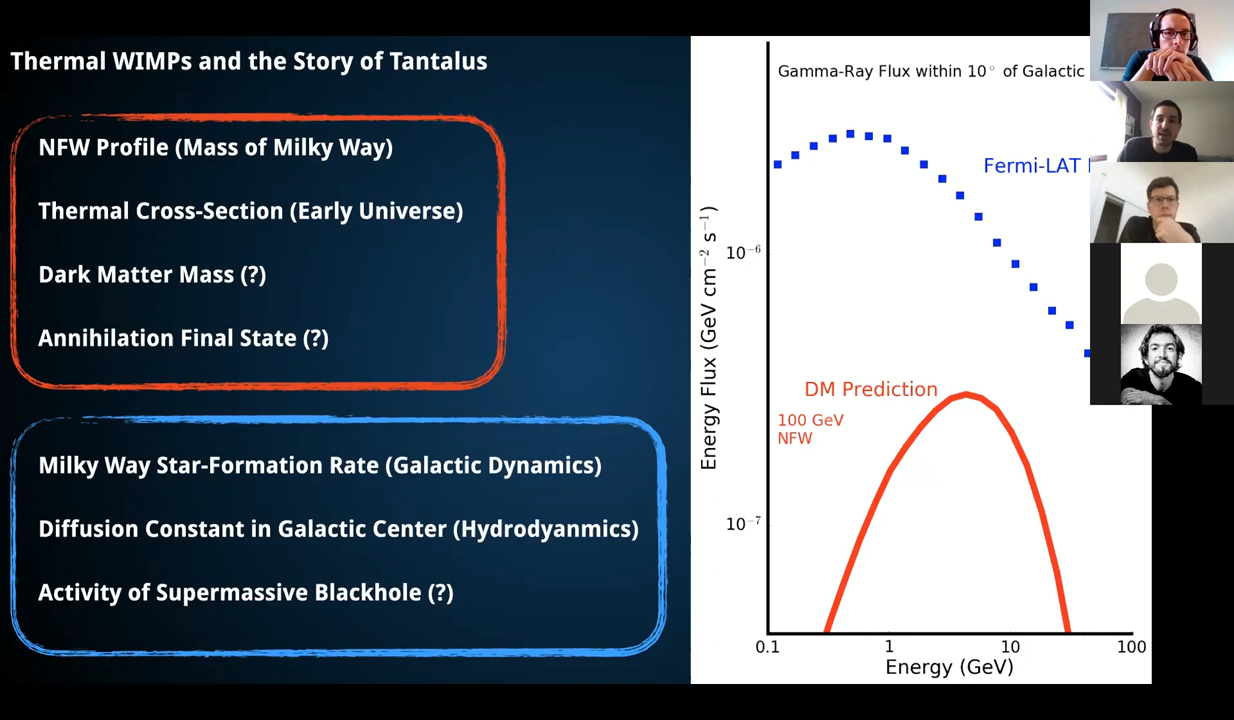 Thermal WIMPs and the Story of Tantalus
NFW Profile (Mass of Milky Way)
Thermal Cross-Section (Early Universe)
Dark Matter Mass (?)
Annihilation Final State (?)
Milky Way Star-Formation Rate (Galactic Dynamics)
Diffusion Constant in Galactic Center (Hydrodyanmics)
Activity of Supermassive Blackhole (?)
Gamma-Ray Flux within 10° of Galactic
Fermi-LAT
Energy Flux (GeV cm⁻² s⁻¹)
10⁻⁶
DM Prediction
100 GeV
NFW
10⁻⁷
0.1 1 10 100
Energy (GeV)